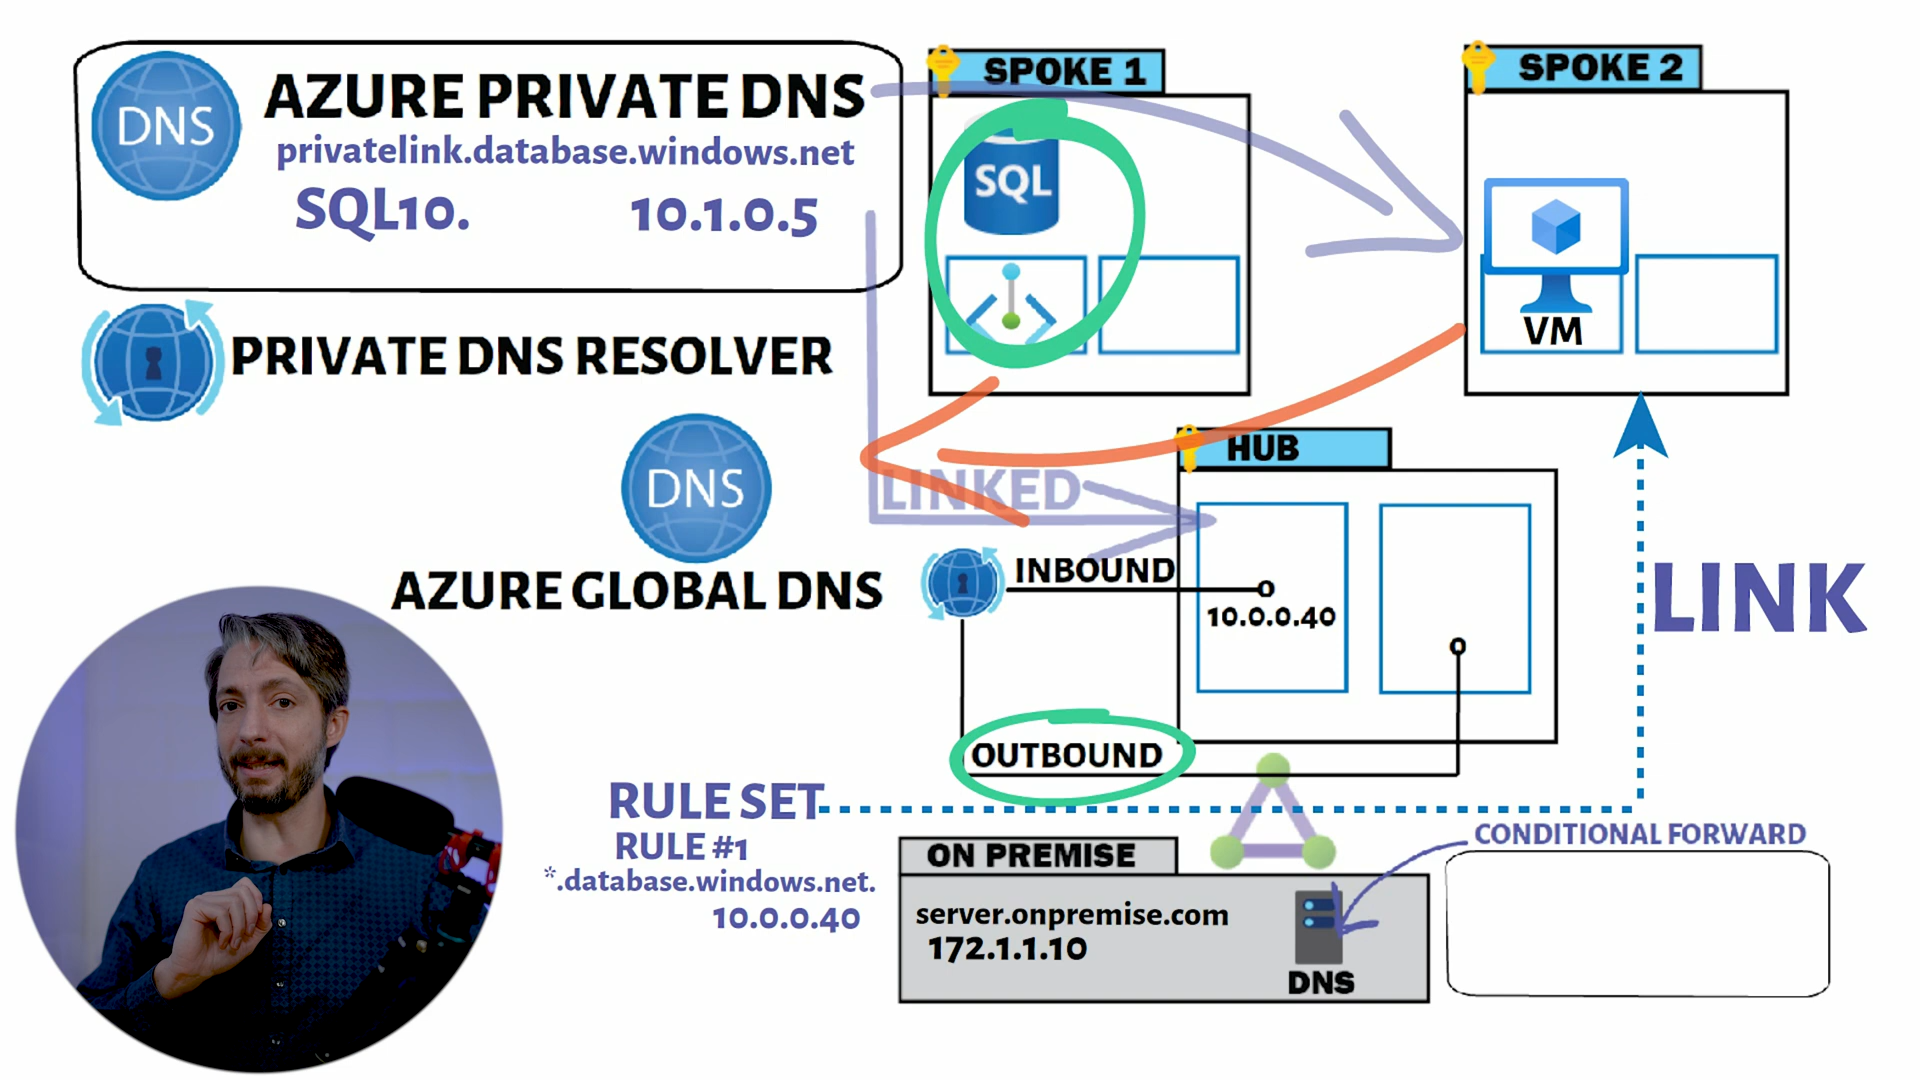 DNS
AZURE PRIVATE DNS
privatelink.database.windows.net
SQL10. 10.1.0.5
PRIVATE DNS RESOLVER
DNS
AZURE GLOBAL DNS
SPOKE 1
SQL
SPOKE 2
VM
HUB
LINKED
INBOUND
10.0.0.40
OUTBOUND
LINK
RULE SET
RULE #1
*.database.windows.net.
10.0.0.40
ON PREMISE
server.onpremise.com
172.1.1.10
DNS
CONDITIONAL FORWARD